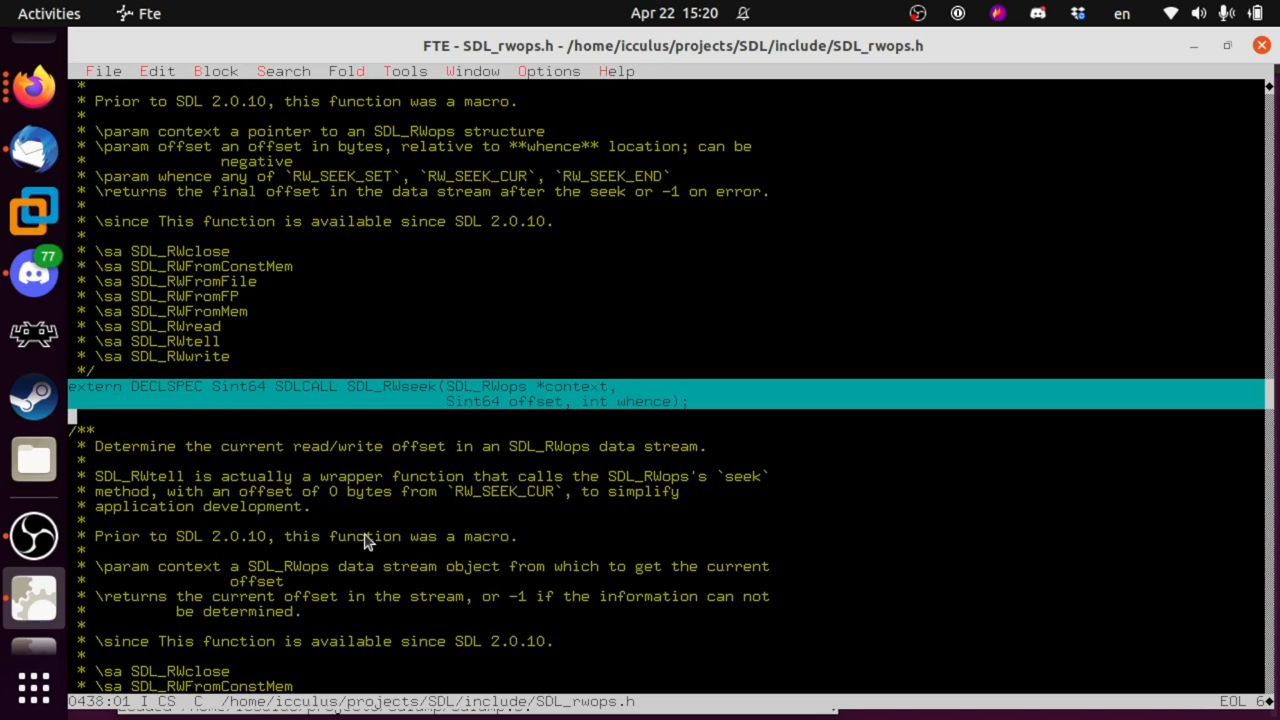 Activities
Fte
Apr 22 15:20
en
FTE - SDL_rwops.h - /home/icculus/projects/SDL/include/SDL_rwops.h
File Edit Block Search Fold Tools Window Options Help
*
* Prior to SDL 2.0.10, this function was a macro.
*
* \param context a pointer to an SDL_RWops structure
* \param offset an offset in bytes, relative to **whence** location; can be
* negative
* \param whence any of `RW_SEEK_SET`, `RW_SEEK_CUR`, `RW_SEEK_END`
* \returns the final offset in the data stream after the seek or -1 on error.
*
* \since This function is available since SDL 2.0.10.
*
* \sa SDL_RWclose
* \sa SDL_RWFromConstMem
* \sa SDL_RWFromFile
* \sa SDL_RWFromFP
* \sa SDL_RWFromMem
* \sa SDL_RWread
* \sa SDL_RWtell
* \sa SDL_RWwrite
*/
extern DECLSPEC Sint64 SDLCALL SDL_RWseek(SDL_RWops *context,
Sint64 offset, int whence);
/**
* Determine the current read/write offset in an SDL_RWops data stream.
*
* SDL_RWtell is actually a wrapper function that calls the SDL_RWops's `seek`
* method, with an offset of 0 bytes from `RW_SEEK_CUR`, to simplify
* application development.
*
* Prior to SDL 2.0.10, this function was a macro.
*
* \param context a SDL_RWops data stream object from which to get the current
* offset
* \returns the current offset in the stream, or -1 if the information can not
* be determined.
*
* \since This function is available since SDL 2.0.10.
*
* \sa SDL_RWclose
* \sa SDL_RWFromConstMem
0438:01 I CS C /home/icculus/projects/SDL/include/SDL_rwops.h EOL 6
77